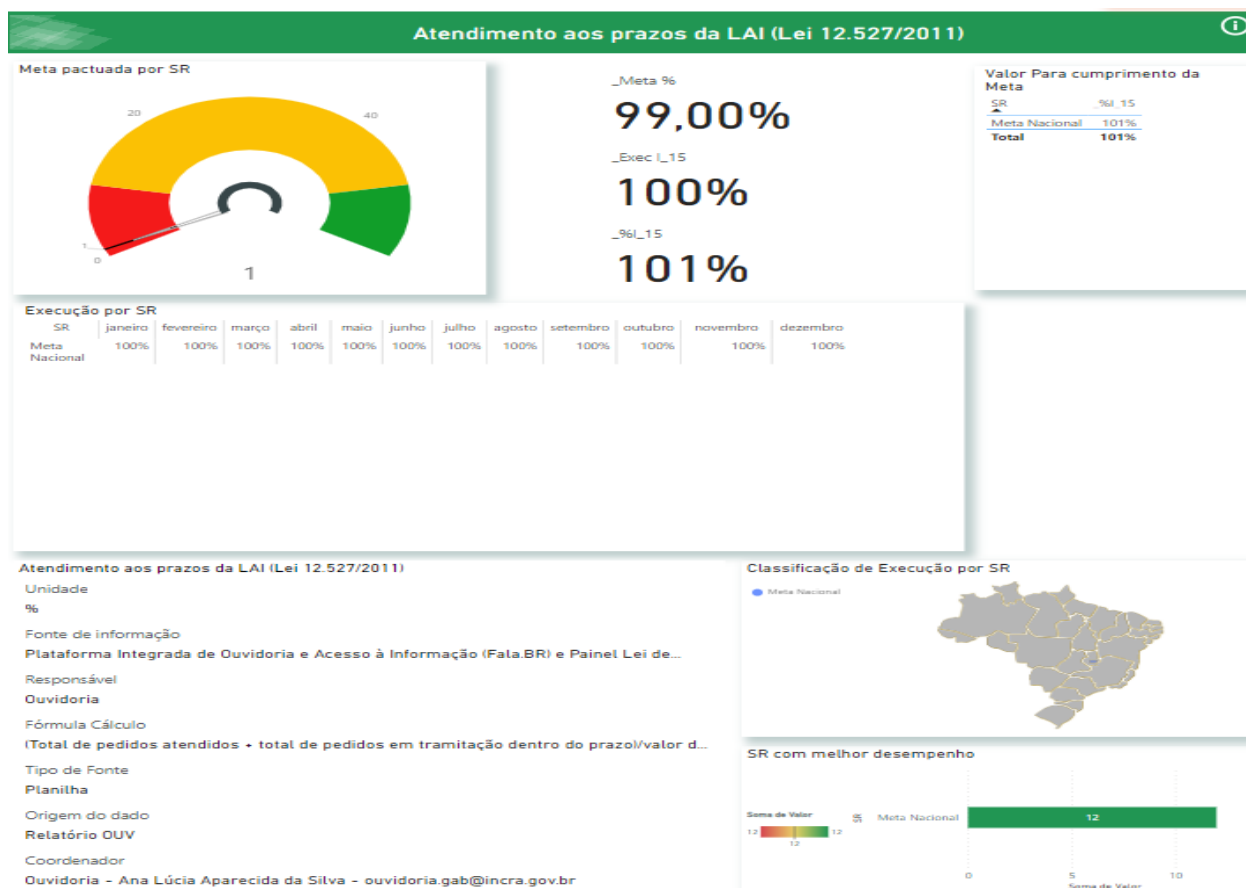 Atendimento aos prazos da LAI (Lei 12.527/2011)
Meta pactuada por SR
20
40
1
0
1
_Meta %
99,00%
_Exec I_15
100%
_%I_15
101%
Valor Para cumprimento da
Meta
SR _%I_15
Meta Nacional 101%
Total 101%
Execução por SR
SR janeiro fevereiro março abril maio junho julho agosto setembro outubro novembro dezembro
Meta 100% 100% 100% 100% 100% 100% 100% 100% 100% 100% 100% 100%
Nacional
Atendimento aos prazos da LAI (Lei 12.527/2011)
Unidade
%
Fonte de informação
Plataforma Integrada de Ouvidoria e Acesso à Informação (Fala.BR) e Painel Lei de...
Responsável
Ouvidoria
Fórmula Cálculo
(Total de pedidos atendidos + total de pedidos em tramitação dentro do prazo)/valor d...
Tipo de Fonte
Planilha
Origem do dado
Relatório OUV
Coordenador
Ouvidoria - Ana Lúcia Aparecida da Silva - ouvidoria.gab@incra.gov.br
Classificação de Execução por SR
Meta Nacional
SR com melhor desempenho
Soma de Valor
12 12
12
SR
Meta Nacional
12
0 5 10
Soma de Valor